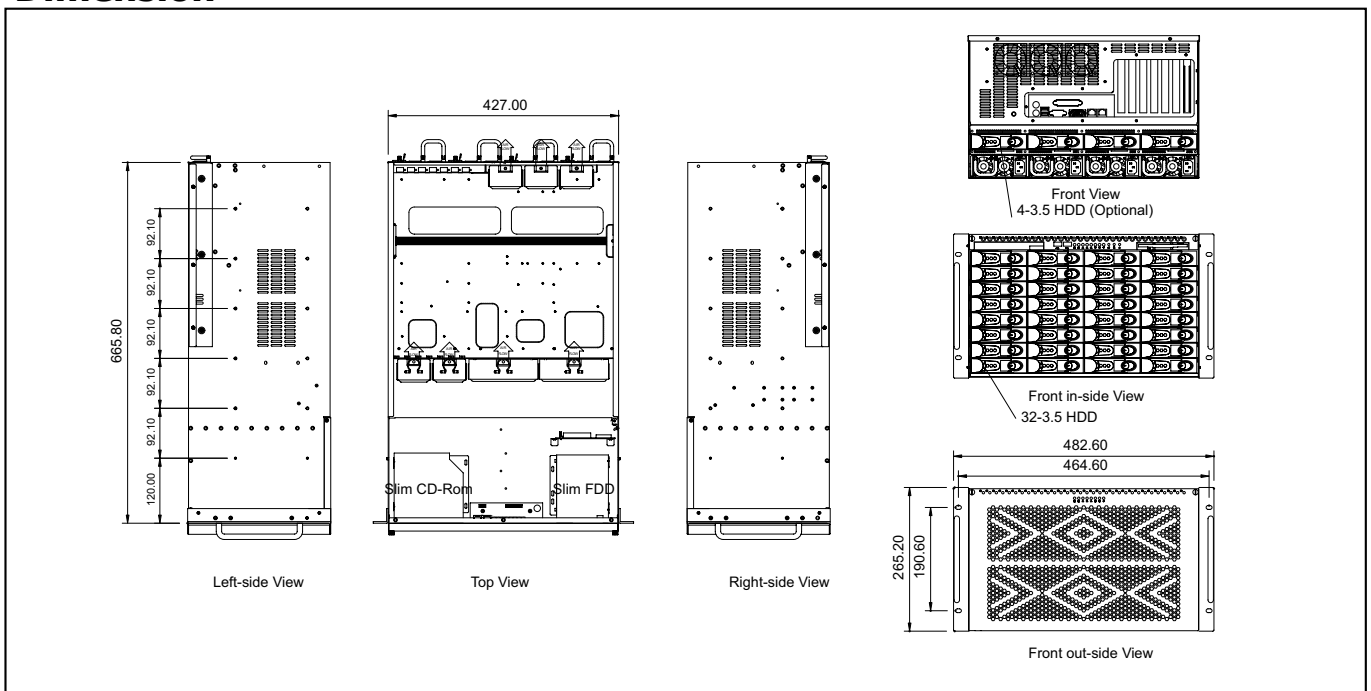 427.00
665.80
92.10
92.10
92.10
92.10
92.10
120.00
Slim CD-Rom
Slim FDD
Left-side View
Top View
Right-side View
Front View
4-3.5 HDD (Optional)
Front in-side View
32-3.5 HDD
482.60
464.60
265.20
190.60
Front out-side View